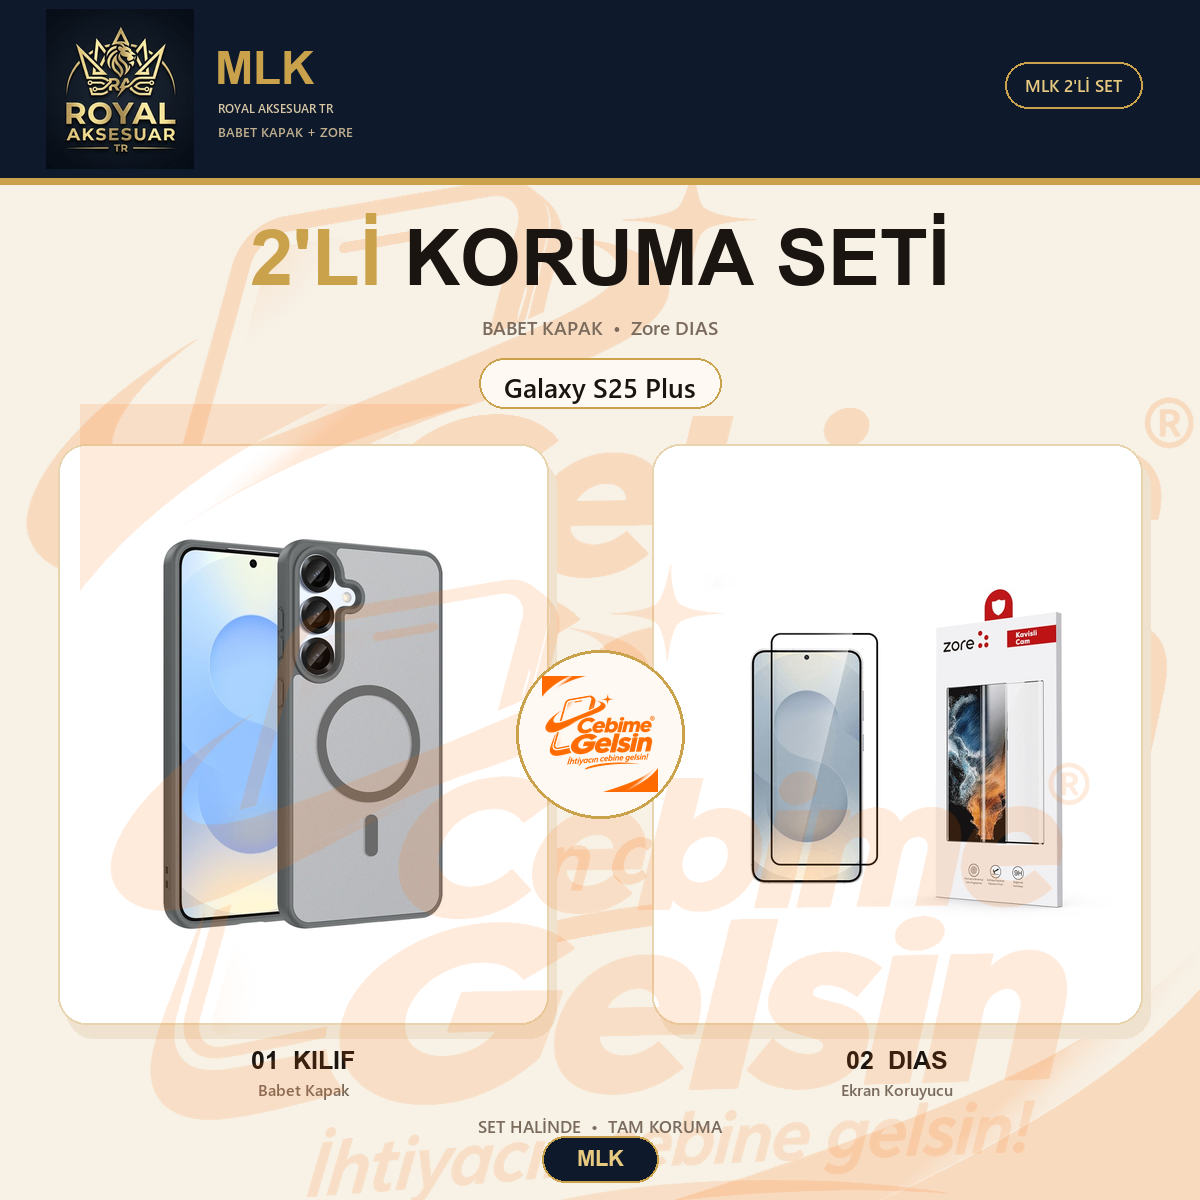 ROYAL
AKSESUAR
TR
MLK
ROYAL AKSESUAR TR
BABET KAPAK + ZORE
MLK 2'Lİ SET
2'Lİ KORUMA SETİ
BABET KAPAK • Zore DIAS
Galaxy S25 Plus
zore
Kavisli
Cam
Cebime
Gelsin
İhtiyacın cebine gelsin!
Cebime
Gelsin
®
01 KILIF
Babet Kapak
02 DIAS
Ekran Koruyucu
SET HALİNDE • TAM KORUMA
İhtiyacın cebine gelsin!
MLK